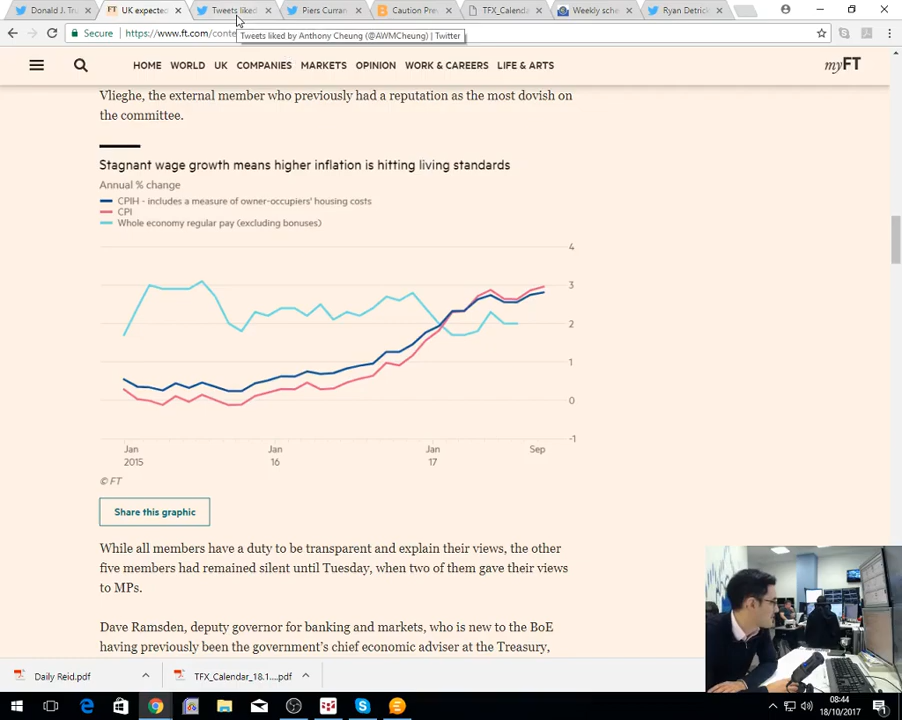 Donald J. Tru
UK expected
Tweets liked
Piers Curran
Caution Pre
TFX_Calenda
Weekly sche
Ryan Detric
Secure
https://www.ft.com/conte
Tweets liked by Anthony Cheung (@AWMCheung) | Twitter
HOME WORLD UK COMPANIES MARKETS OPINION WORK & CAREERS LIFE & ARTS
myFT
Vlieghe, the external member who previously had a reputation as the most dovish on
the committee.
Stagnant wage growth means higher inflation is hitting living standards
Annual % change
CPIH - includes a measure of owner-occupiers' housing costs
CPI
Whole economy regular pay (excluding bonuses)
4
3
2
1
0
-1
Jan Jan Jan Sep
2015 16 17
© FT
Share this graphic
While all members have a duty to be transparent and explain their views, the other
five members had remained silent until Tuesday, when two of them gave their views
to MPs.
Dave Ramsden, deputy governor for banking and markets, who is new to the BoE
having previously been the government's chief economic adviser at the Treasury,
Daily Reid.pdf
TFX_Calendar_18.1....pdf
08:44
18/10/2017